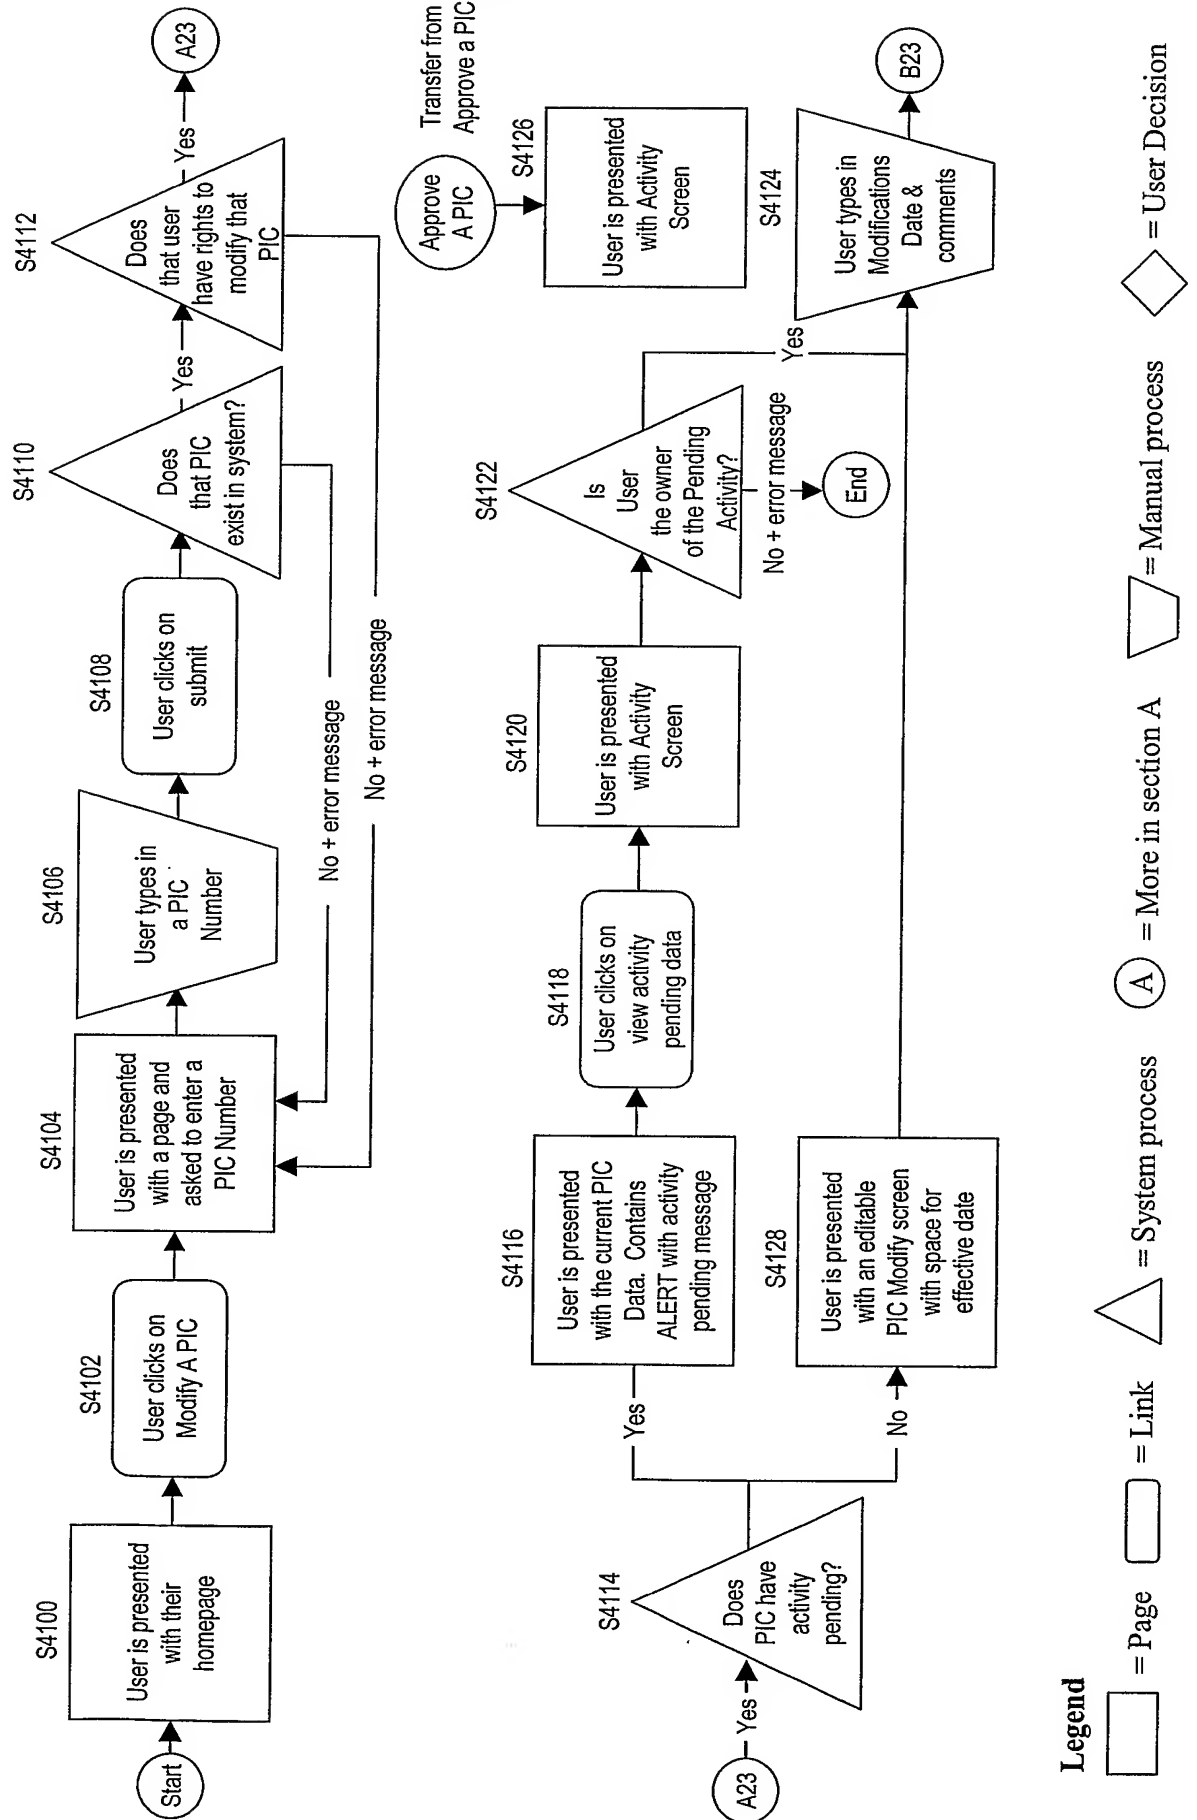 Start
S4100
User is presented
with their
homepage
S4102
User clicks on
Modify A PIC
S4104
User is presented
with a page and
asked to enter a
PIC Number
S4106
User types in
a PIC
Number
S4108
User clicks on
submit
S4110
Does
that PIC
exist in system?
Yes
S4112
Does
that user
have rights to
modify that
PIC
Yes
A23
No + error message
No + error message
A23
Yes
S4114
Does
PIC have
activity
pending?
Yes
No
S4116
User is presented
with the current PIC
Data. Contains
ALERT with activity
pending message
S4118
User clicks on
view activity
pending data
S4120
User is presented
with Activity
Screen
S4122
Is
User
the owner
of the Pending
Activity?
No + error message
End
Yes
Approve
A PIC
Transfer from
Approve a PIC
S4126
User is presented
with Activity
Screen
S4128
User is presented
with an editable
PIC Modify screen
with space for
effective date
S4124
User types in
Modifications
Date &
comments
B23
Legend
= Page
= Link
= System process
A
= More in section A
= Manual process
= User Decision